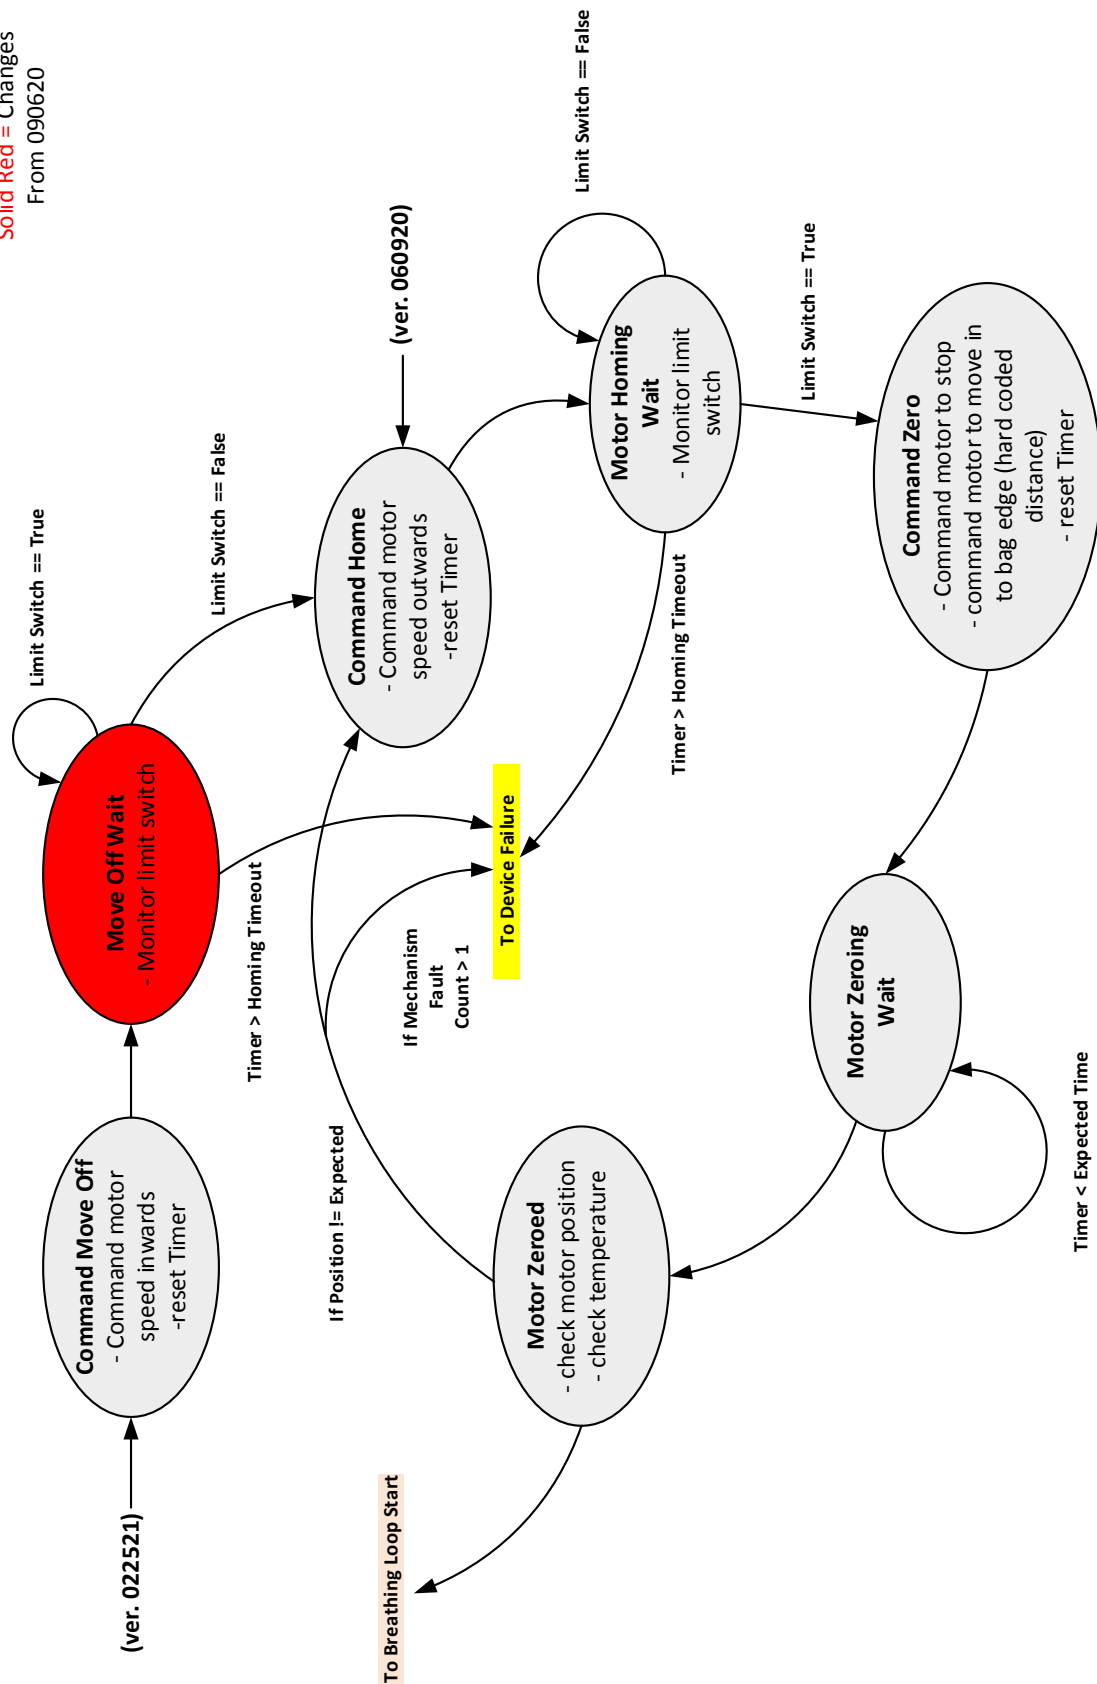 Solid Red = Changes
From 090620
(ver. 022521)
Command Move Off
- Command motor
speed inwards
-reset Timer
Move Off Wait
- Monitor limit switch
Limit Switch == True
Limit Switch == False
Timer > Homing Timeout
Command Home
- Command motor
speed outwards
-reset Timer
(ver. 060920)
If Position != Expected
If Mechanism
Fault
Count > 1
To Device Failure
To Breathing Loop Start
Motor Zeroed
- check motor position
- check temperature
Motor Homing
Wait
- Monitor limit
switch
Limit Switch == False
Timer > Homing Timeout
Limit Switch == True
Motor Zeroing
Wait
Timer < Expected Time
Command Zero
- Command motor to stop
- command motor to move in
to bag edge (hard coded
distance)
- reset Timer